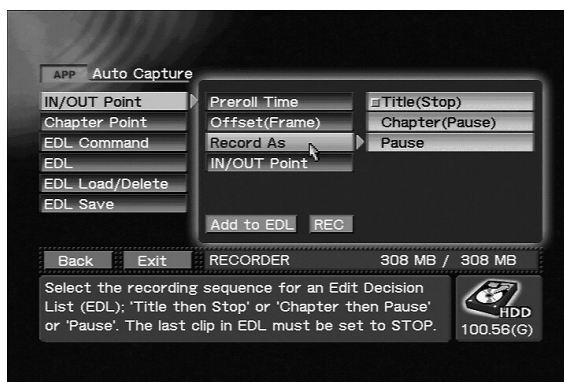 APP Auto Capture
IN/OUT Point
Chapter Point
EDL Command
EDL
EDL Load/Delete
EDL Save
Preroll Time
Offset(Frame)
Record As
IN/OUT Point
Title(Stop)
Chapter(Pause)
Pause
Add to EDL REC
Back Exit RECORDER 308 MB / 308 MB
Select the recording sequence for an Edit Decision
List (EDL); 'Title then Stop' or 'Chapter then Pause'
or 'Pause'. The last clip in EDL must be set to STOP.
HDD
100.56(G)